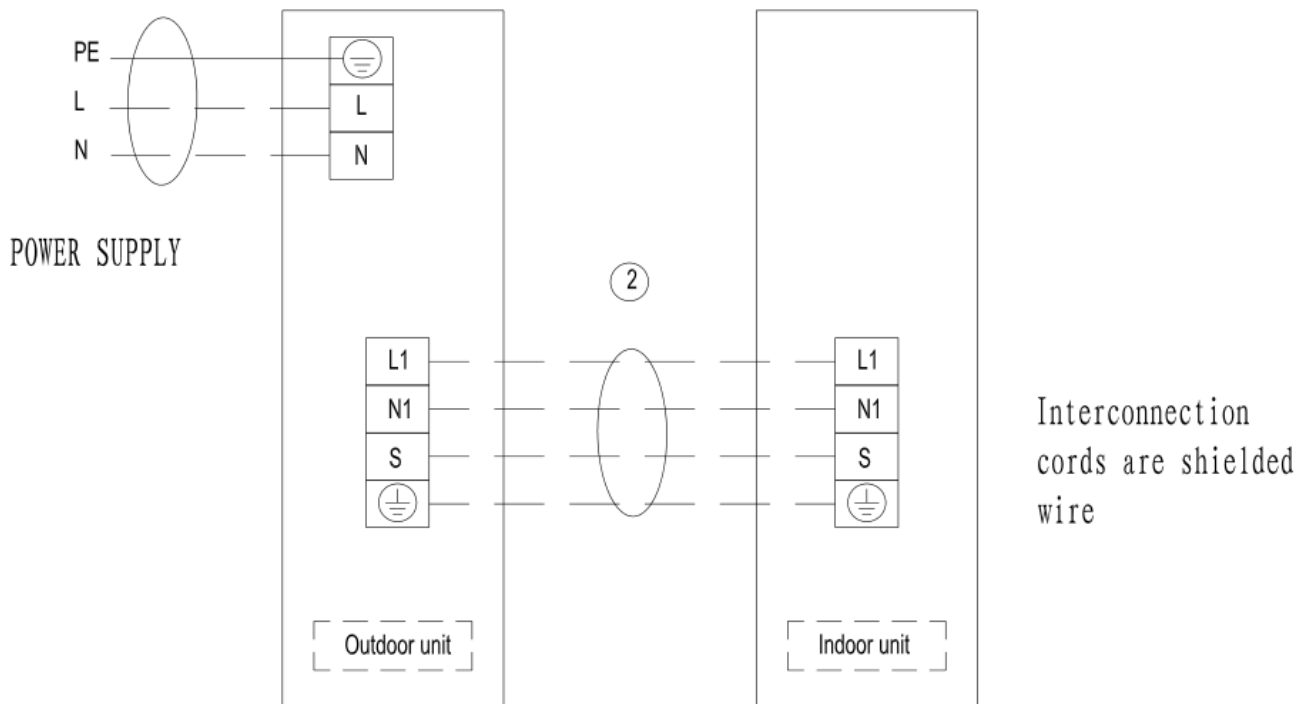 PE
L
N
L
N
POWER SUPPLY
2
L1
N1
S
L1
N1
S
Interconnection
cords are shielded
wire
Outdoor unit
Indoor unit